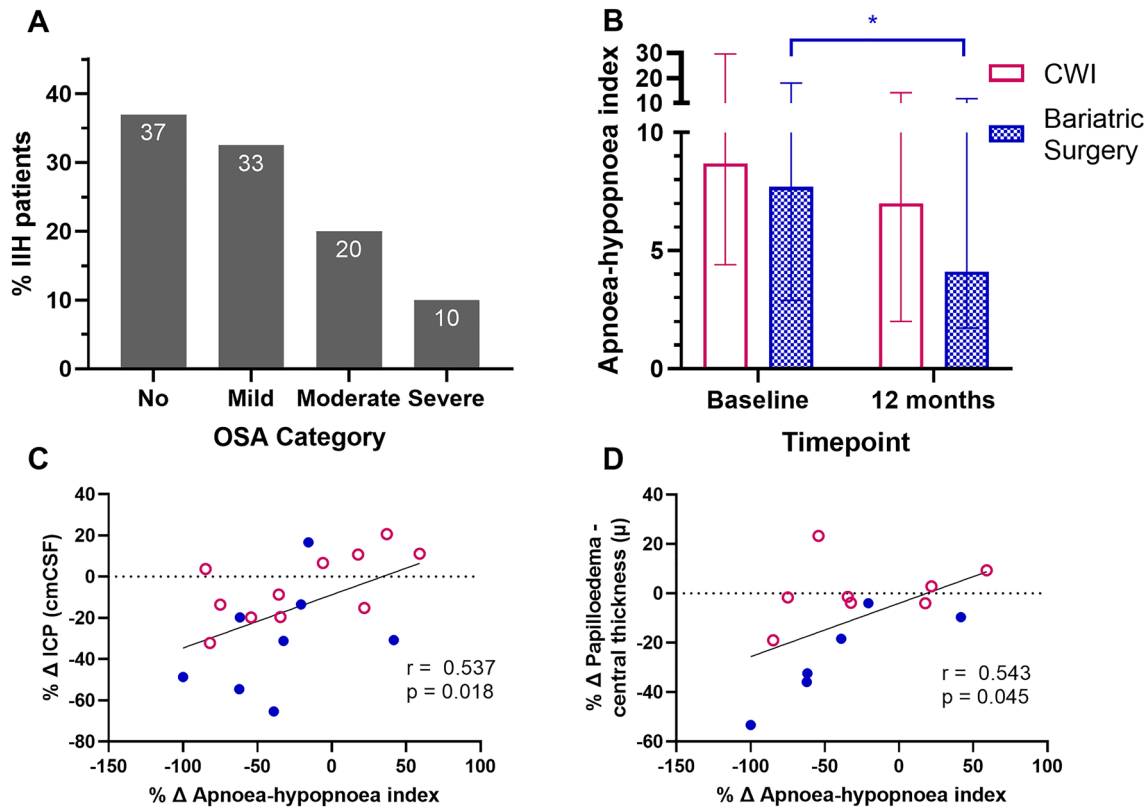 A
% IIH patients
40
30
20
10
0
37
33
20
10
No Mild Moderate Severe
OSA Category
B
*
Apnoea-hypopnoea index
30
20
10
10
5
0
Baseline 12 months
Timepoint
CWI
Bariatric
Surgery
C
% Δ ICP (cmCSF)
40
20
0
-20
-40
-60
-80
r = 0.537
p = 0.018
-150 -100 -50 0 50 100
% Δ Apnoea-hypopnoea index
D
% Δ Papilloedema -
central thickness (μ)
40
20
0
-20
-40
-60
r = 0.543
p = 0.045
-150 -100 -50 0 50 100
% Δ Apnoea-hypopnoea index